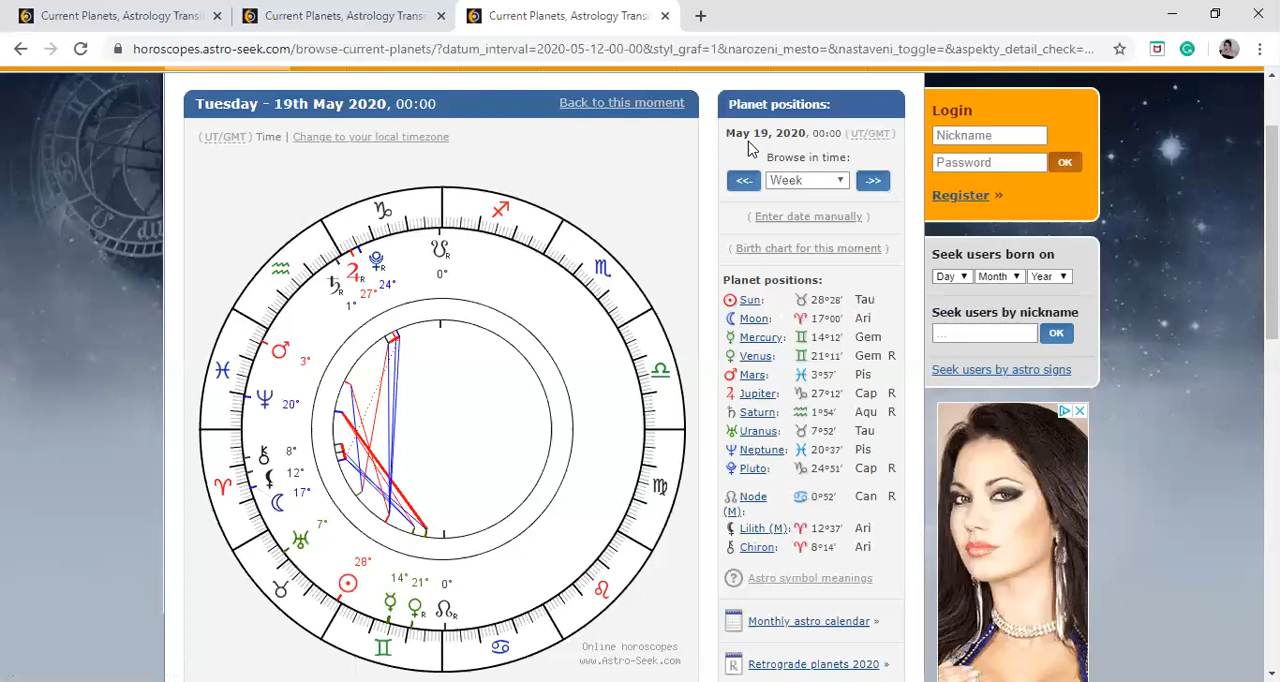 Current Planets, Astrology Transi
Current Planets, Astrology Trans
Current Planets, Astrology Trans
horoscopes.astro-seek.com/browse-current-planets/?datum_interval=2020-05-12-00-00&styl_graf=1&narozeni_mesto=&nastaveni_toggle=&aspekty_detail_check=...
Tuesday - 19th May 2020, 00:00 Back to this moment
(UT/GMT) Time | Change to your local timezone
1° 27° 24° 0°
3°
20°
8°
12°
17°
7°
28°
14° 21° 0°
Online horoscopes
www.Astro-Seek.com
Planet positions:
May 19, 2020, 00:00 (UT/GMT)
Browse in time:
<<- Week ->>
( Enter date manually )
( Birth chart for this moment )
Planet positions:
Sun: 28°28' Tau
Moon: 17°00' Ari
Mercury: 14°12' Gem
Venus: 21°11' Gem R
Mars: 3°57' Pis
Jupiter: 27°12' Cap R
Saturn: 1°54' Aqu R
Uranus: 7°52' Tau
Neptune: 20°37' Pis
Pluto: 24°51' Cap R
Node 0°52' Can R
(M):
Lilith (M): 12°37' Ari
Chiron: 8°14' Ari
? Astro symbol meanings
Monthly astro calendar »
R Retrograde planets 2020 »
Login
Nickname
Password OK
Register »
Seek users born on
Day Month Year
Seek users by nickname
... OK
Seek users by astro signs